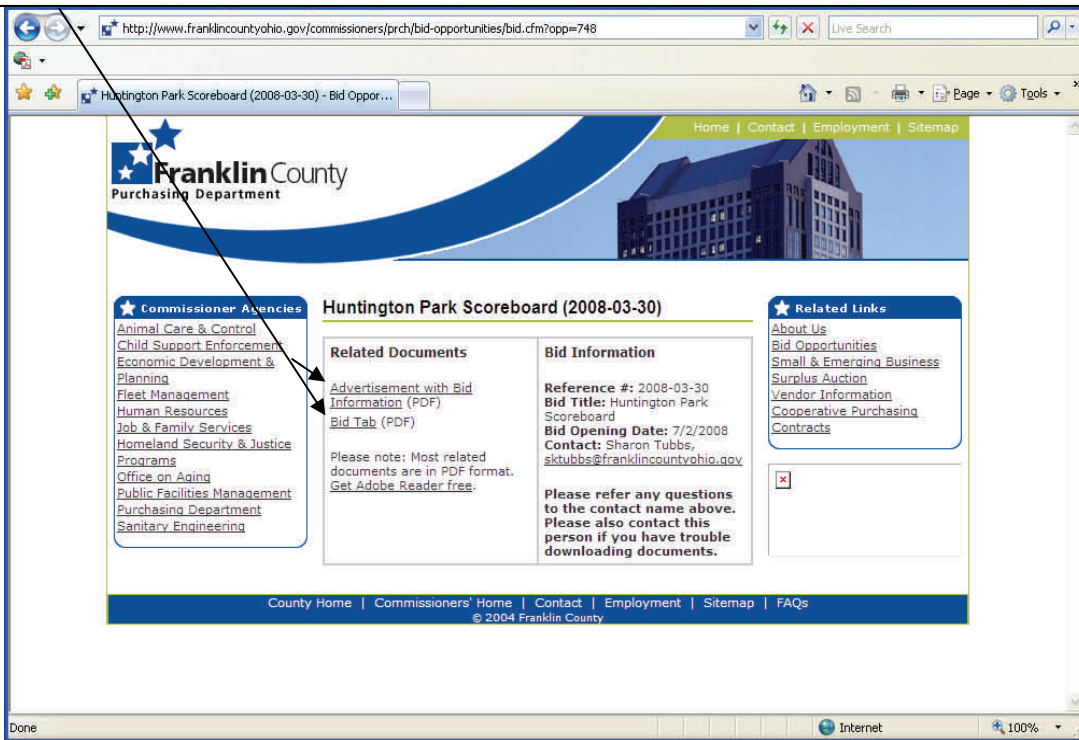 http://www.franklincountyohio.gov/commissioners/prch/bid-opportunities/bid.cfm?opp=748
Live Search
Huntington Park Scoreboard (2008-03-30) - Bid Oppor...
Page
Tools
»
Home | Contact | Employment | Sitemap
Franklin County
Purchasing Department
Commissioner Agencies
Animal Care & Control
Child Support Enforcement
Economic Development &
Planning
Fleet Management
Human Resources
Job & Family Services
Homeland Security & Justice
Programs
Office on Aging
Public Facilities Management
Purchasing Department
Sanitary Engineering
Huntington Park Scoreboard (2008-03-30)
Related Documents
Advertisement with Bid
Information (PDF)
Bid Tab (PDF)
Please note: Most related
documents are in PDF format.
Get Adobe Reader free.
Bid Information
Reference #: 2008-03-30
Bid Title: Huntington Park
Scoreboard
Bid Opening Date: 7/2/2008
Contact: Sharon Tubbs,
sktubbs@franklincountyohio.gov
Please refer any questions
to the contact name above.
Please also contact this
person if you have trouble
downloading documents.
Related Links
About Us
Bid Opportunities
Small & Emerging Business
Surplus Auction
Vendor Information
Cooperative Purchasing
Contracts
County Home | Commissioners' Home | Contact | Employment | Sitemap | FAQs
© 2004 Franklin County
Done
Internet
100%